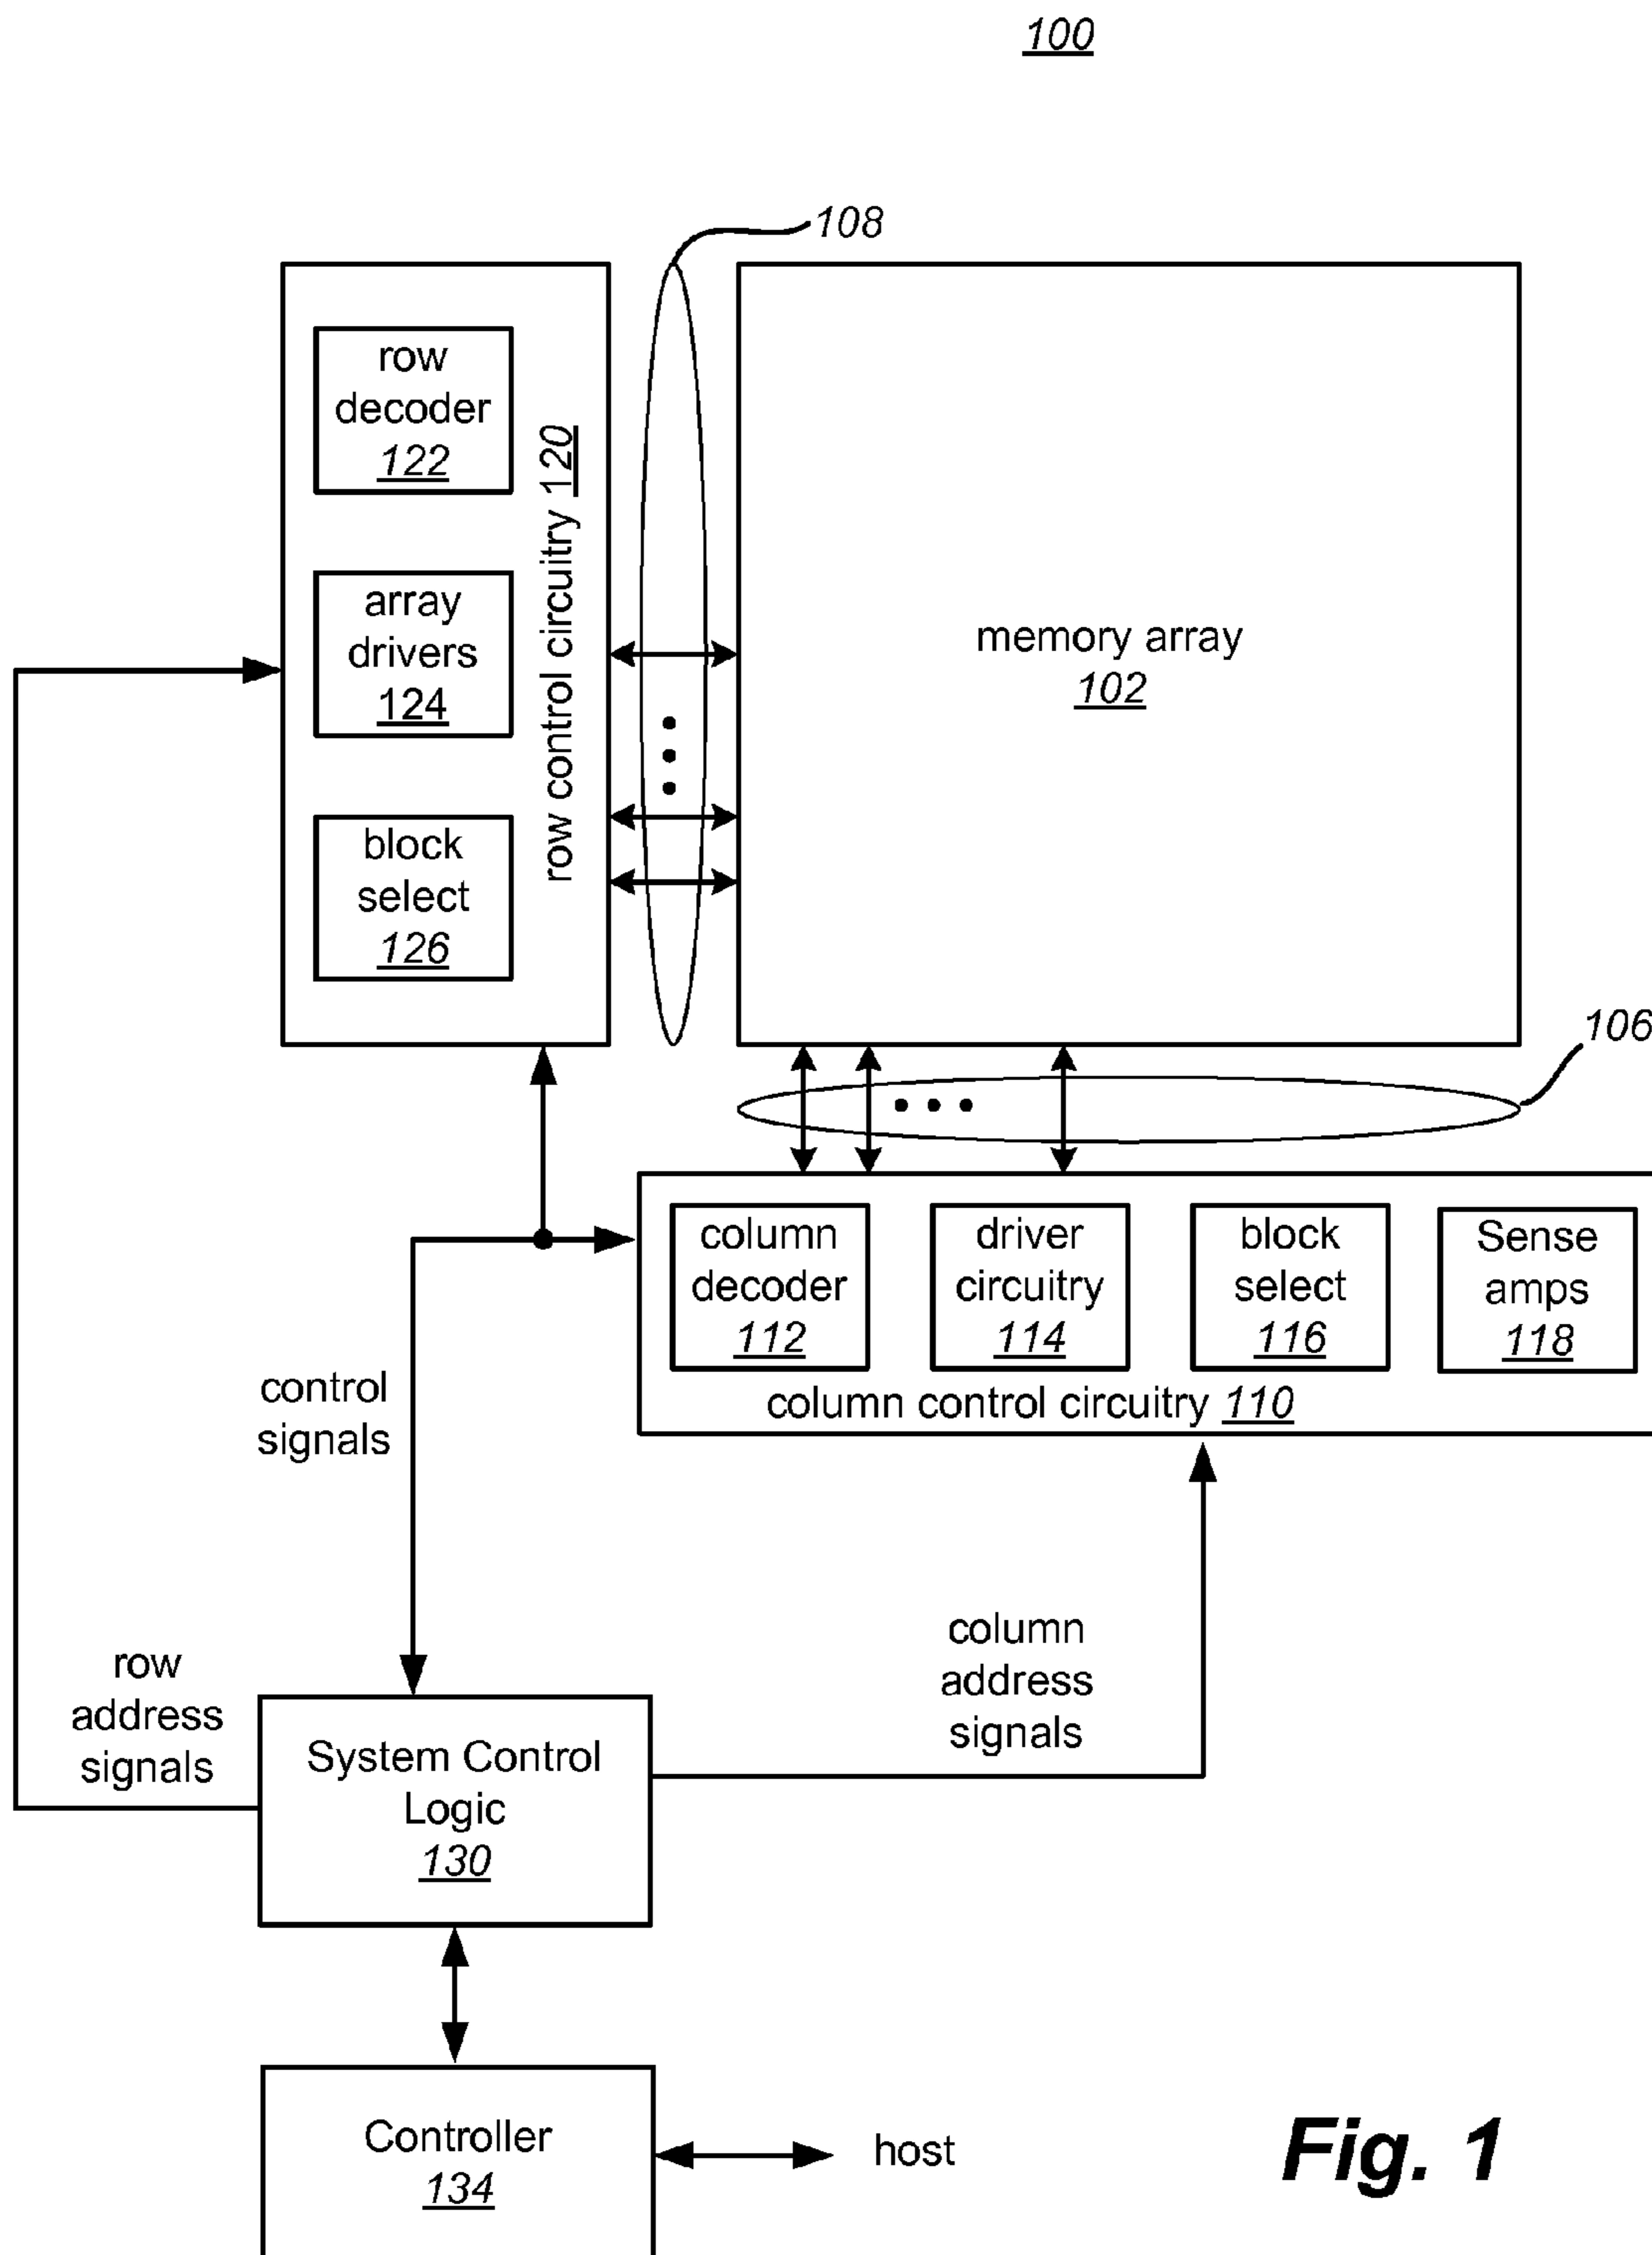 100
108
row
decoder
122
array
drivers
124
block
select
126
row control circuitry 120
memory array
102
106
column
decoder
112
driver
circuitry
114
block
select
116
Sense
amps
118
column control circuitry 110
control
signals
row
address
signals
column
address
signals
System Control
Logic
130
Controller
134
host
Fig. 1